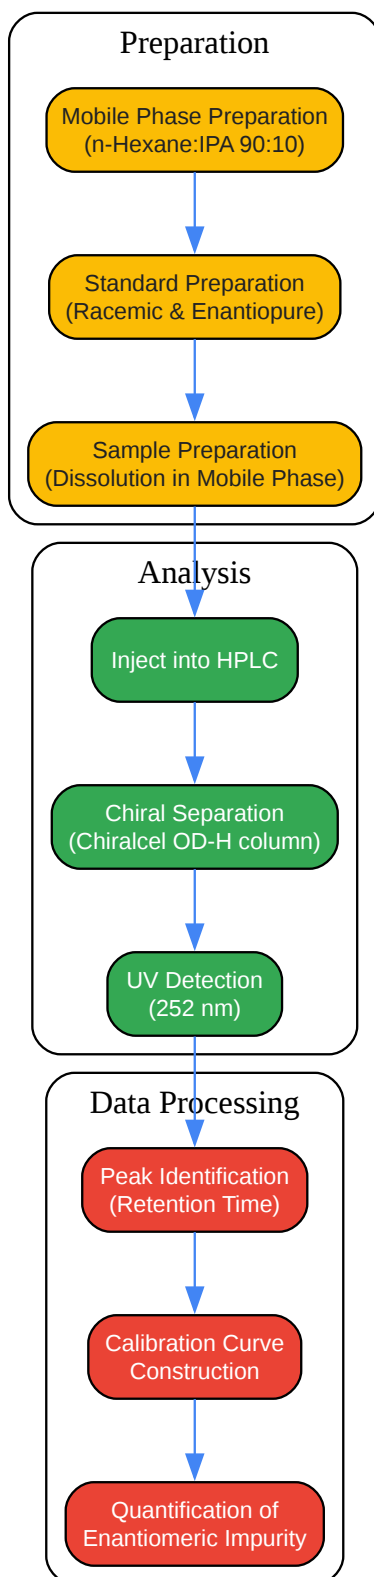 Preparation
Mobile Phase Preparation
(n-Hexane:IPA 90:10)
Standard Preparation
(Racemic & Enantiopure)
Sample Preparation
(Dissolution in Mobile Phase)
Analysis
Inject into HPLC
Chiral Separation
(Chiralcel OD-H column)
UV Detection
(252 nm)
Data Processing
Peak Identification
(Retention Time)
Calibration Curve
Construction
Quantification of
Enantiomeric Impurity